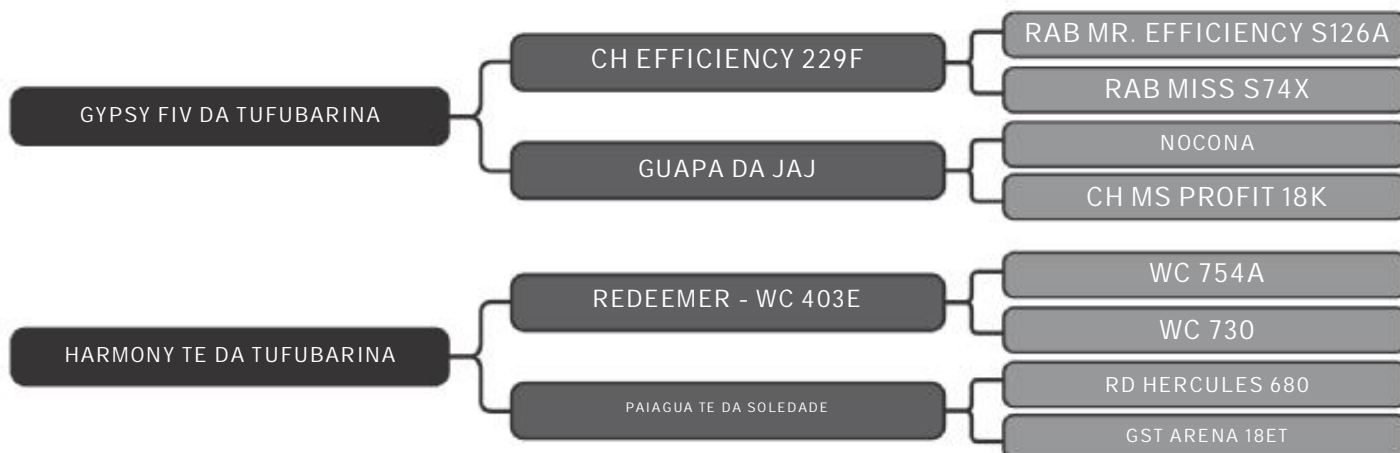 GYPSY FIV DA TUFUBARINA
CH EFFICIENCY 229F
RAB MR. EFFICIENCY S126A
RAB MISS S74X
GUAPA DA JAJ
NOCONA
CH MS PROFIT 18K
HARMONY TE DA TUFUBARINA
REDEEMER - WC 403E
WC 754A
WC 730
PAIAGUA TE DA SOLEDADE
RD HERCULES 680
GST ARENA 18ET